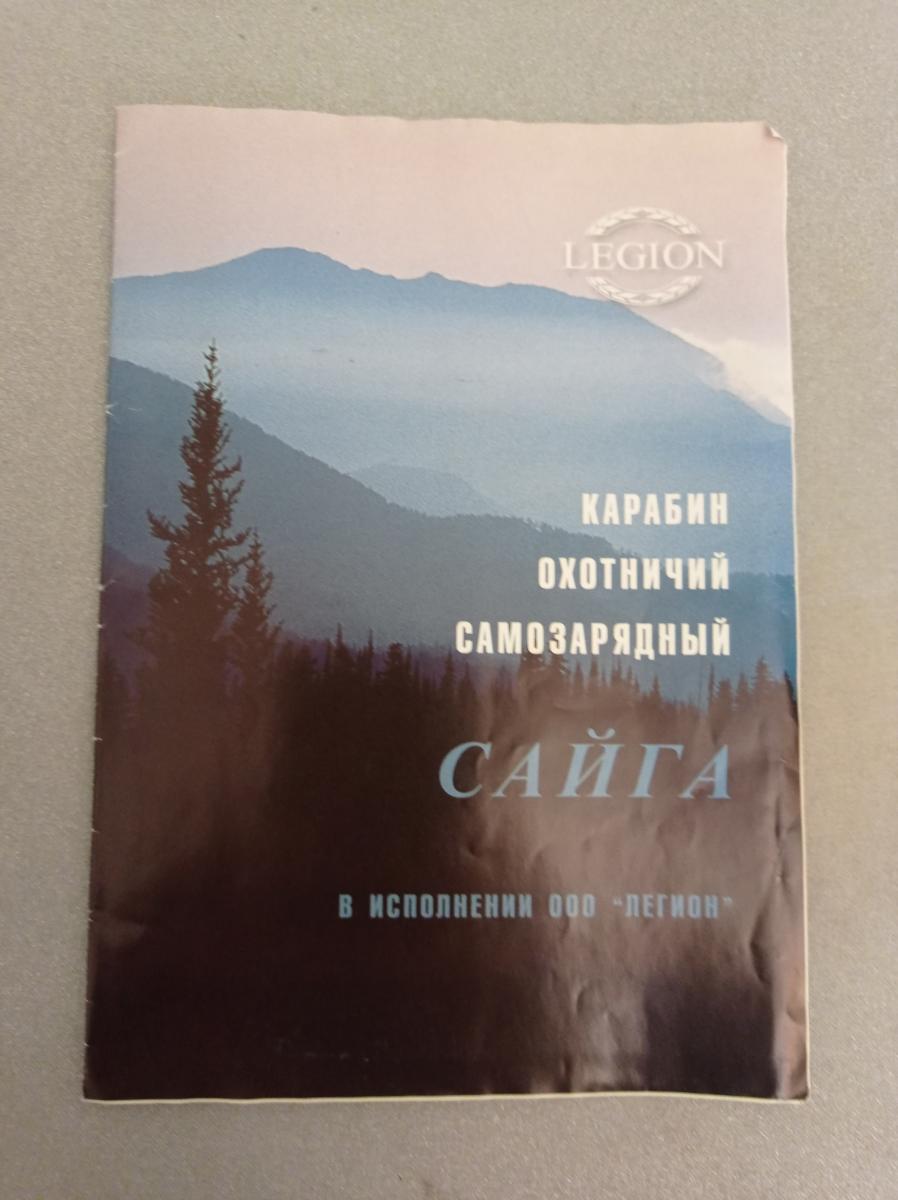 LEGION
КАРАБИН
ОХОТНИЧИЙ
САМОЗАРЯДНЫЙ
САЙГА
В ИСПОЛНЕНИИ ООО "ЛЕГИОН"